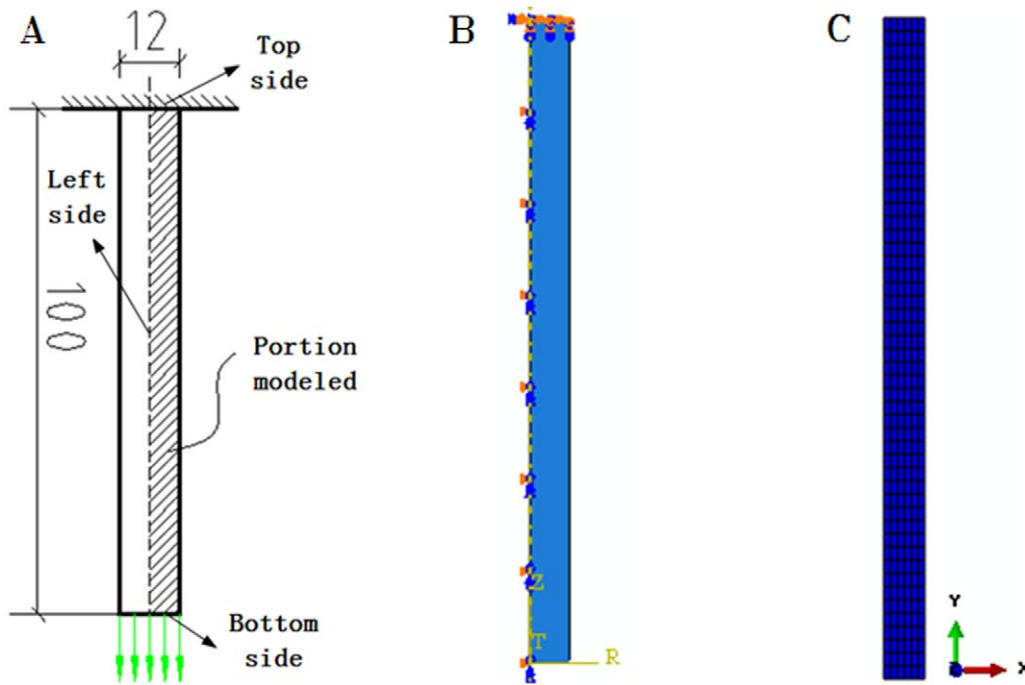 A
12
Top
side
Left
side
100
Portion
modeled
Bottom
side
B
Z
T
R
C
Y
X